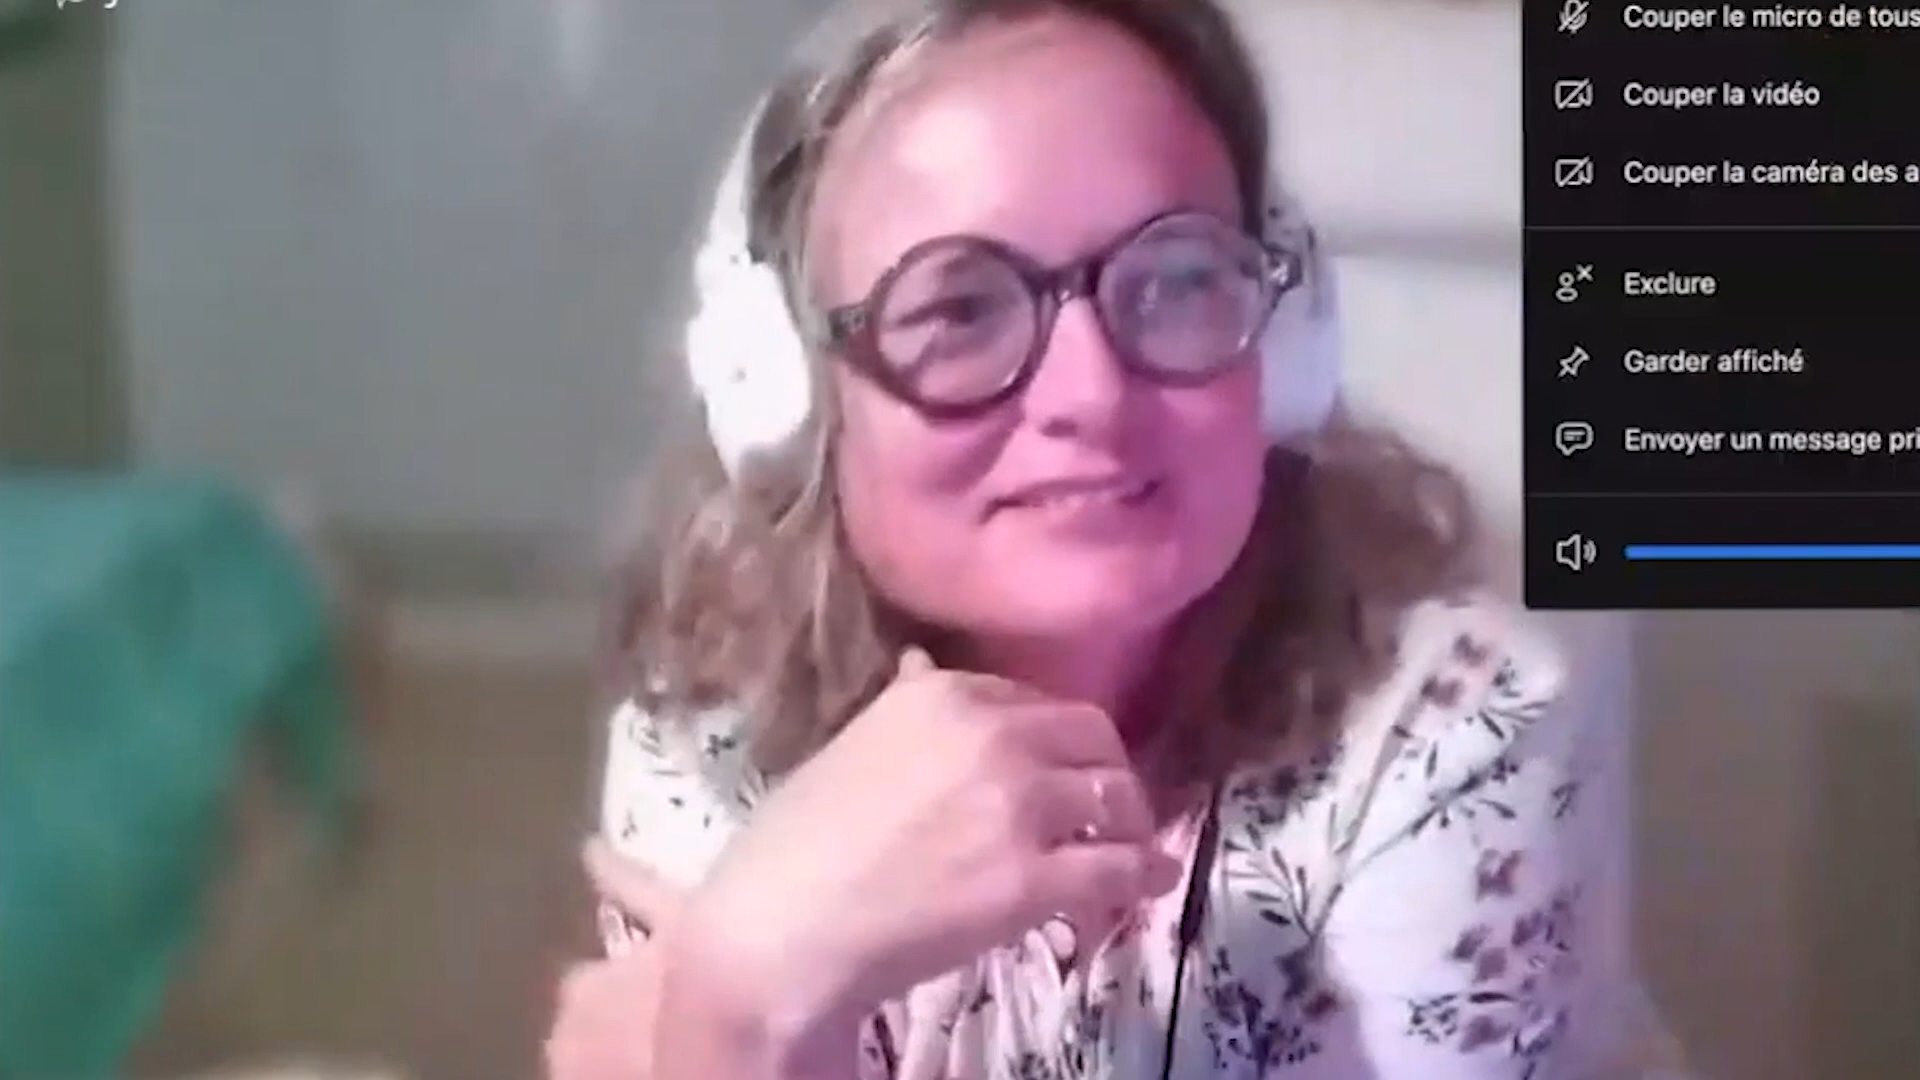 Couper le micro de tous
Couper la vidéo
Couper la caméra des a
Exclure
Garder affiché
Envoyer un message pri